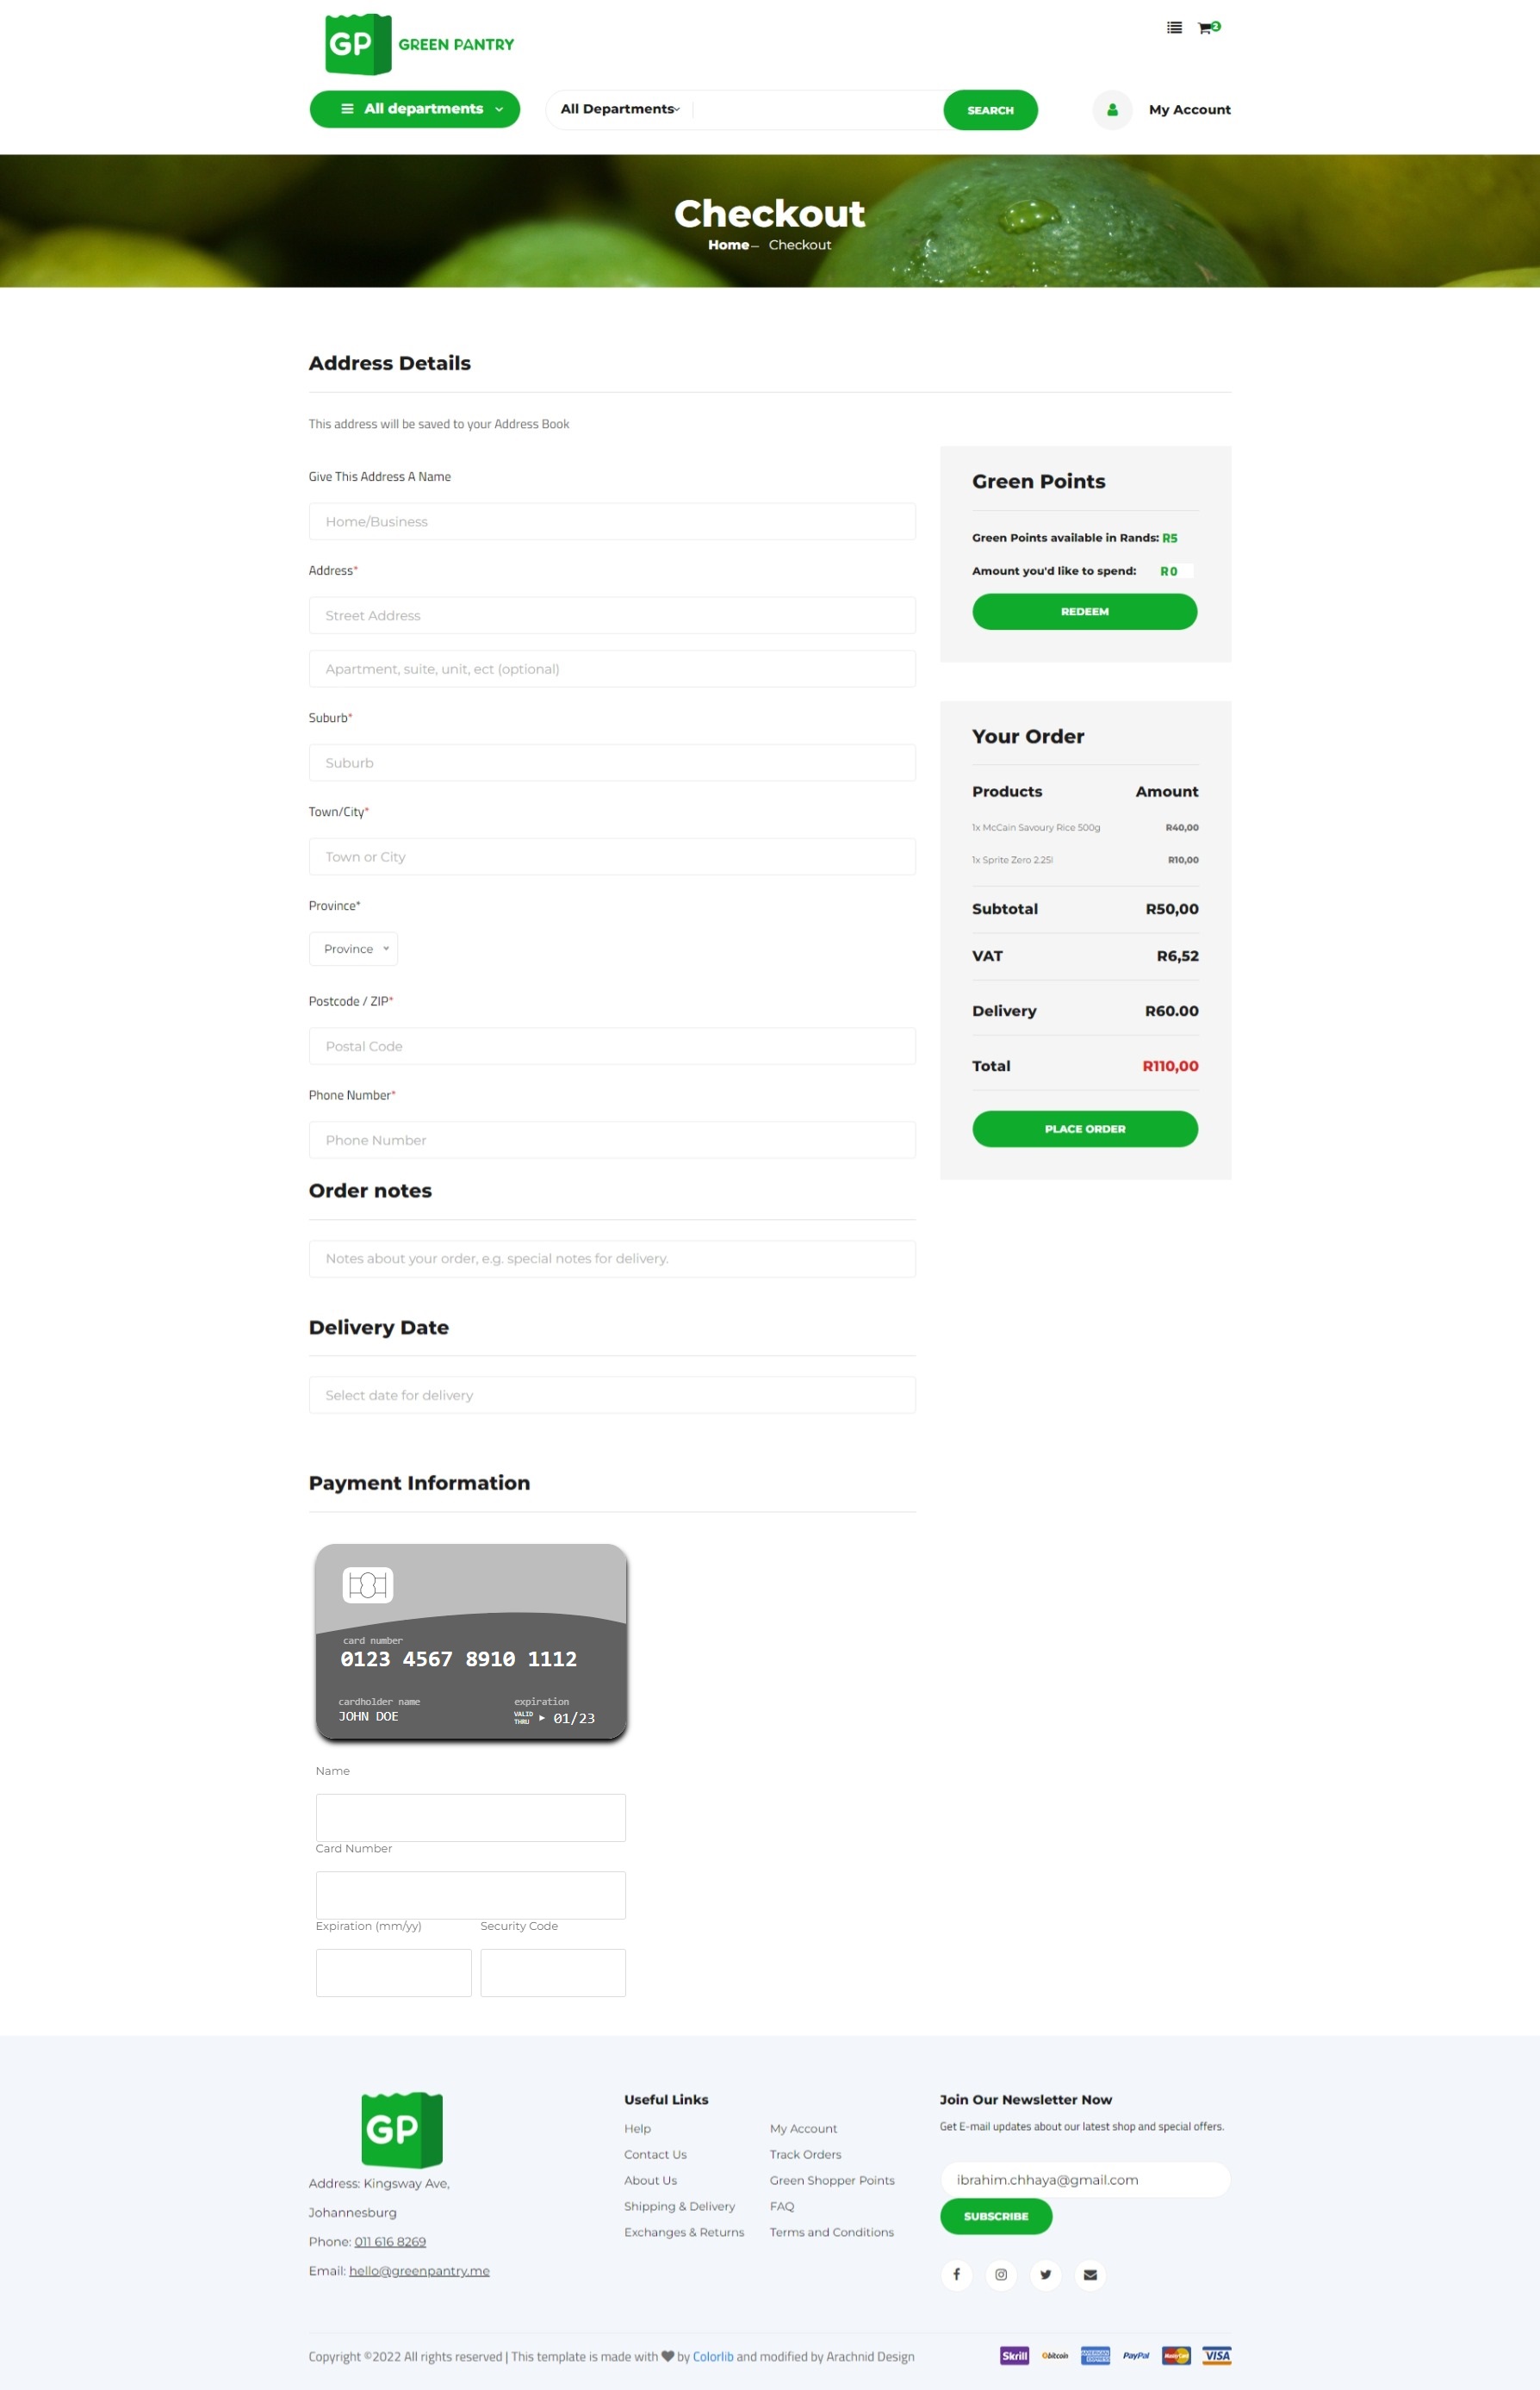 GP GREEN PANTRY
2
All departments
All Departments
SEARCH
My Account
Checkout
Home – Checkout
Address Details
This address will be saved to your Address Book
Give This Address A Name
Home/Business
Address*
Street Address
Apartment, suite, unit, ect (optional)
Suburb*
Suburb
Town/City*
Town or City
Province*
Province
Postcode / ZIP*
Postal Code
Phone Number*
Phone Number
Order notes
Notes about your order, e.g. special notes for delivery.
Delivery Date
Select date for delivery
Green Points
Green Points available in Rands: R5
Amount you'd like to spend: R0
REDEEM
Your Order
Products Amount
1x McCain Savoury Rice 500g R40,00
1x Sprite Zero 2.25l R10,00
Subtotal R50,00
VAT R6,52
Delivery R60.00
Total R110,00
PLACE ORDER
Payment Information
card number
0123 4567 8910 1112
cardholder name
JOHN DOE
expiration
VALID
THRU
01/23
Name
Card Number
Expiration (mm/yy) Security Code
GP
Address: Kingsway Ave,
Johannesburg
Phone: 011 616 8269
Email: hello@greenpantry.me
Useful Links
Help
Contact Us
About Us
Shipping & Delivery
Exchanges & Returns
My Account
Track Orders
Green Shopper Points
FAQ
Terms and Conditions
Join Our Newsletter Now
Get E-mail updates about our latest shop and special offers.
ibrahim.chhaya@gmail.com
SUBSCRIBE
Copyright ©2022 All rights reserved | This template is made with ♥ by Colorlib and modified by Arachnid Design
Skrill bitcoin AMERICAN EXPRESS PayPal MasterCard VISA